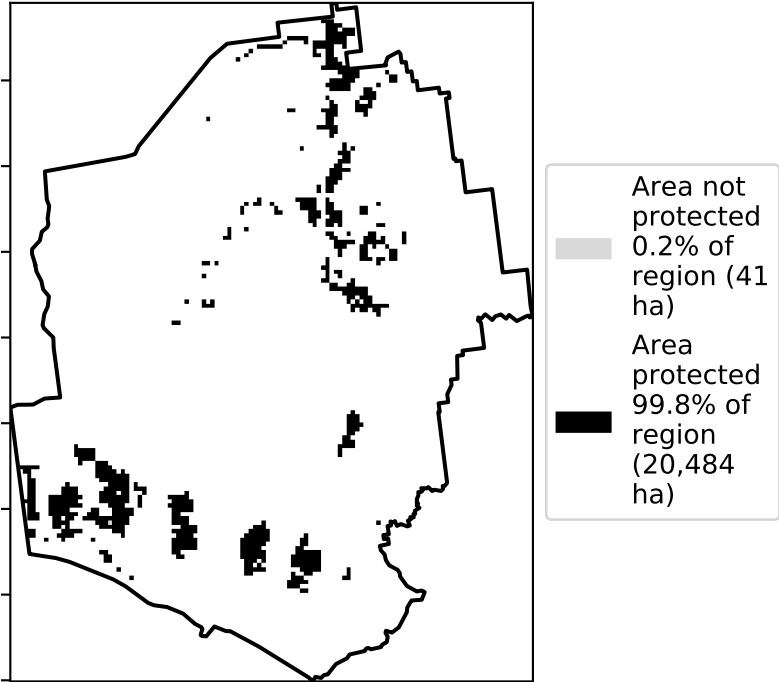 Area not
protected
0.2% of
region (41
ha)
Area
protected
99.8% of
region
(20,484
ha)